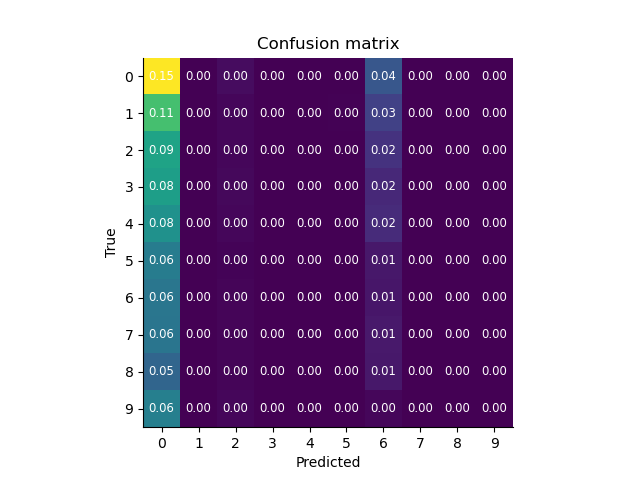 Confusion matrix
0 0.15 0.00 0.00 0.00 0.00 0.00 0.04 0.00 0.00 0.00
1 0.11 0.00 0.00 0.00 0.00 0.00 0.03 0.00 0.00 0.00
2 0.09 0.00 0.00 0.00 0.00 0.00 0.02 0.00 0.00 0.00
3 0.08 0.00 0.00 0.00 0.00 0.00 0.02 0.00 0.00 0.00
4 0.08 0.00 0.00 0.00 0.00 0.00 0.02 0.00 0.00 0.00
True
5 0.06 0.00 0.00 0.00 0.00 0.00 0.01 0.00 0.00 0.00
6 0.06 0.00 0.00 0.00 0.00 0.00 0.01 0.00 0.00 0.00
7 0.06 0.00 0.00 0.00 0.00 0.00 0.01 0.00 0.00 0.00
8 0.05 0.00 0.00 0.00 0.00 0.00 0.01 0.00 0.00 0.00
9 0.06 0.00 0.00 0.00 0.00 0.00 0.00 0.00 0.00 0.00
0 1 2 3 4 5 6 7 8 9
Predicted